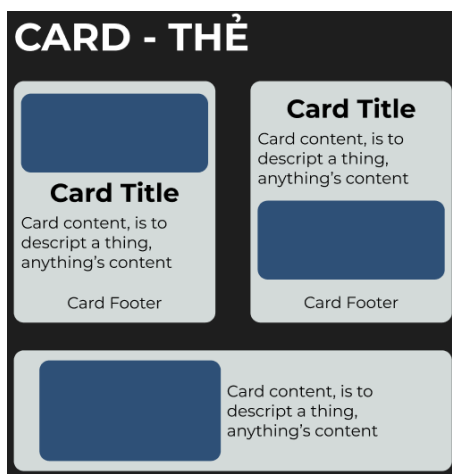 CARD - THẺ
Card Title
Card content, is to
descript a thing,
anything's content
Card Footer
Card Title
Card content, is to
descript a thing,
anything's content
Card Footer
Card content, is to
descript a thing,
anything's content